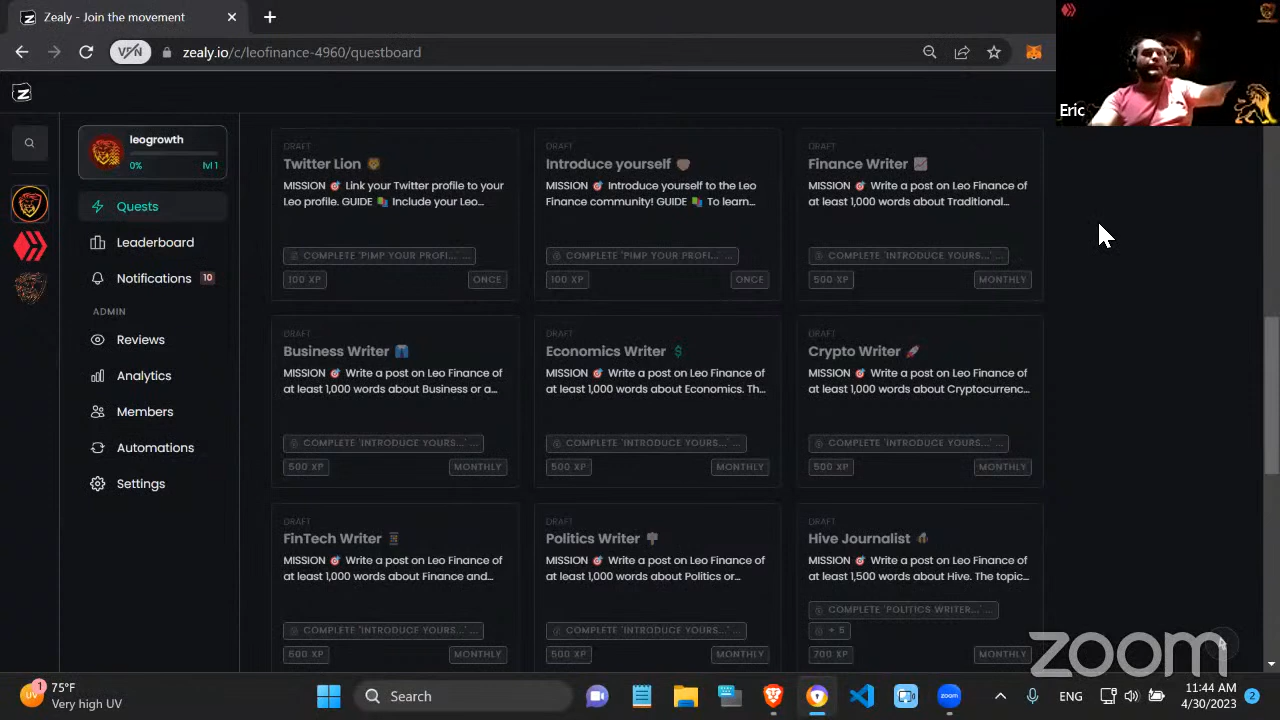 Zealy - Join the movement
VPN
zealy.io/c/leofinance-4960/questboard
Eric
leogrowth
0%
lvl 1
Quests
Leaderboard
Notifications
10
ADMIN
Reviews
Analytics
Members
Automations
Settings
DRAFT
Twitter Lion
MISSION 🎯 Link your Twitter profile to your
Leo profile. GUIDE 📚 Include your Leo...
COMPLETE 'PIMP YOUR PROFI...' ...
100 XP
ONCE
DRAFT
Introduce yourself
MISSION 🎯 Introduce yourself to the Leo
Finance community! GUIDE 📚 To learn...
COMPLETE 'PIMP YOUR PROFI...' ...
100 XP
ONCE
DRAFT
Finance Writer
MISSION 🎯 Write a post on Leo Finance of
at least 1,000 words about Traditional...
COMPLETE 'INTRODUCE YOURS...' ...
500 XP
MONTHLY
DRAFT
Business Writer
MISSION 🎯 Write a post on Leo Finance of
at least 1,000 words about Business or a...
COMPLETE 'INTRODUCE YOURS...' ...
500 XP
MONTHLY
DRAFT
Economics Writer
MISSION 🎯 Write a post on Leo Finance of
at least 1,000 words about Economics. Th...
COMPLETE 'INTRODUCE YOURS...' ...
500 XP
MONTHLY
DRAFT
Crypto Writer
MISSION 🎯 Write a post on Leo Finance of
at least 1,000 words about Cryptocurrenc...
COMPLETE 'INTRODUCE YOURS...' ...
500 XP
MONTHLY
DRAFT
FinTech Writer
MISSION 🎯 Write a post on Leo Finance of
at least 1,000 words about Finance and...
COMPLETE 'INTRODUCE YOURS...' ...
500 XP
MONTHLY
DRAFT
Politics Writer
MISSION 🎯 Write a post on Leo Finance of
at least 1,000 words about Politics or...
COMPLETE 'INTRODUCE YOURS...' ...
500 XP
MONTHLY
DRAFT
Hive Journalist
MISSION 🎯 Write a post on Leo Finance of
at least 1,500 words about Hive. The topic...
COMPLETE 'POLITICS WRITER...' ...
+ 5
700 XP
MONTHLY
zoom
UV
1
75°F
Very high UV
Search
zoom
ENG
11:44 AM
4/30/2023
2